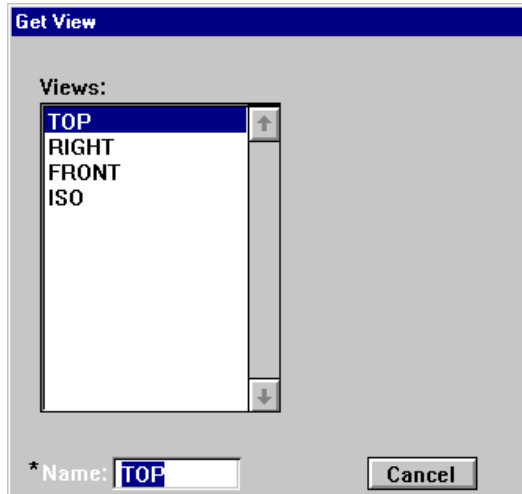 Get View
Views:
TOP
RIGHT
FRONT
ISO
*Name: TOP
Cancel